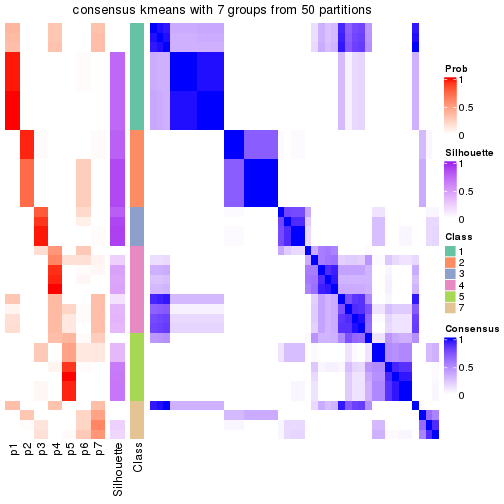 consensus kmeans with 7 groups from 50 partitions
Prob
1
0.5
0
Silhouette
1
0.5
0
Class
1
2
3
4
5
7
Consensus
1
0.5
0
p1
p2
p3
p4
p5
p6
p7
Silhouette
Class